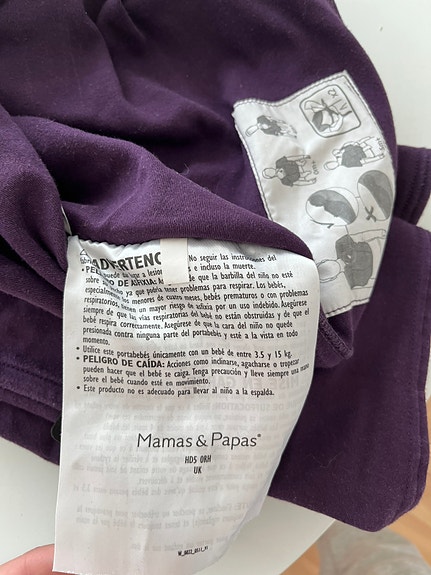 ADVERTENC No seguir las instrucciones del
puede dar lugar a lesion s e incluso la muerte.
DE ASFIXIA: A de que la barbilla del niño no esté
sobre su pecho ya que podría tener problemas para respirar. Los bebés,
especialmente los menores de cuatro meses, bebés prematuros o con problemas
respiratorios, tienen un mayor riesgo de asfixia por un uso indebido. Asegúrese
siempre de que las vías respiratorias del bebé no están obstruidas y de que el
bebé respira correctamente. Asegúrese de que la cara del niño no quede
presionada contra ninguna parte del portabebés y esté a la vista en todo
momento.
• Utilice este portabebés únicamente con un bebé de entre 3.5 y 15 kg.
• PELIGRO DE CAÍDA: Acciones como inclinarse, agacharse o tropezar
pueden hacer que el bebé se caiga. Tenga precaución y lleve siempre una mano
sobre el bebé cuando esté en movimiento.
• Este producto no es adecuado para llevar al niño a la espalda.
Mamas & Papas®
HD5 0RH
UK